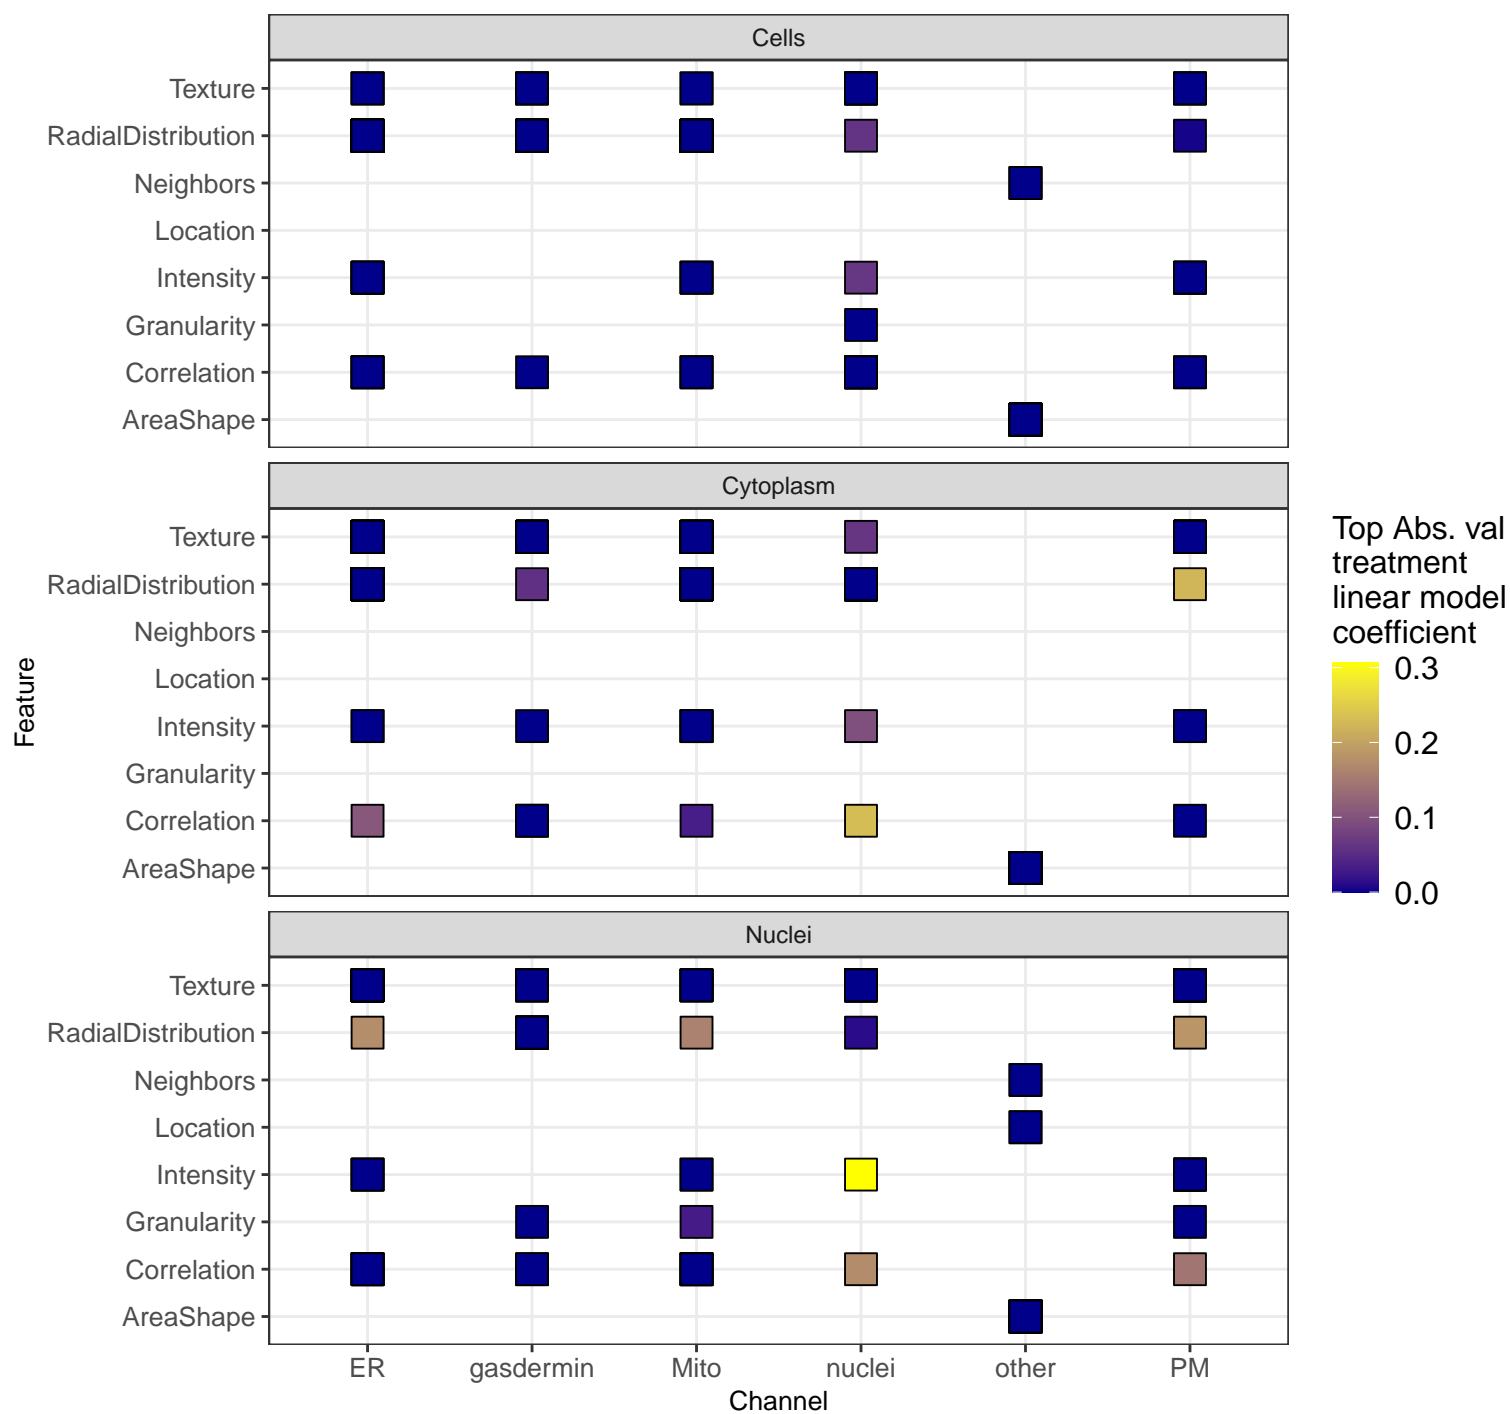 Cells
Texture
RadialDistribution
Neighbors
Location
Intensity
Granularity
Correlation
AreaShape
Cytoplasm
Texture
RadialDistribution
Neighbors
Location
Intensity
Granularity
Correlation
AreaShape
Nuclei
Texture
RadialDistribution
Neighbors
Location
Intensity
Granularity
Correlation
AreaShape
ER gasdermin Mito nuclei other PM
Channel
Feature
Top Abs. val
treatment
linear model
coefficient
0.3
0.2
0.1
0.0